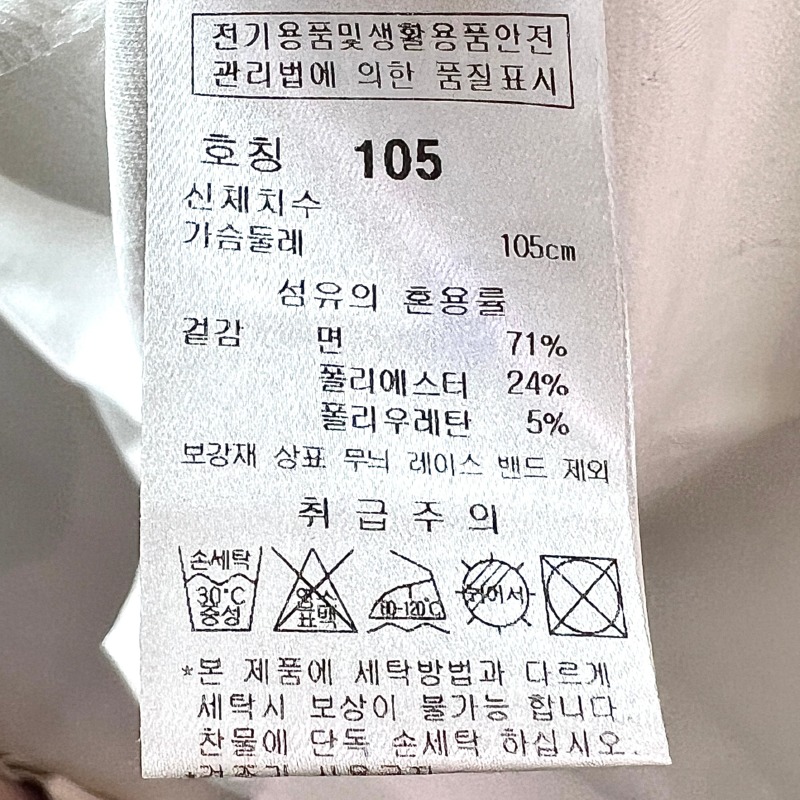 전기용품및생활용품안전
관리법에 의한 품질표시
호칭 105
신체치수
가슴둘레 105cm
섬유의 혼용률
겉감 면 71%
폴리에스터 24%
폴리우레탄 5%
보강재 상표 무늬 레이스 밴드 제외
취급주의
손세탁
30°C
중성
염소
표백
80-120°C
뉘어서
*본 제품에 세탁방법과 다르게
세탁시 보상이 불가능 합니다
찬물에 단독 손세탁 하십시오.